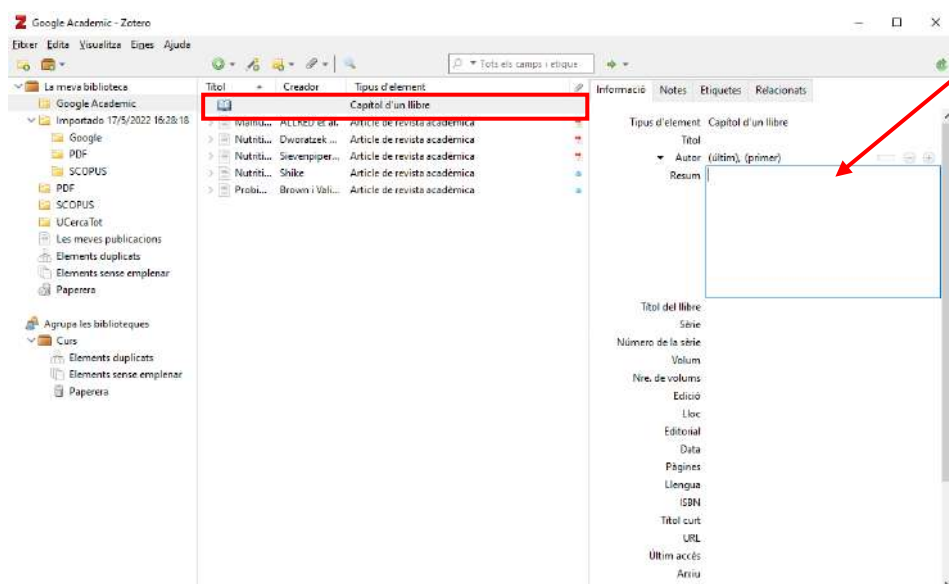 Google Academic - Zotero
Fitxer Edita Visualitza Eines Ajuda
Tots els camps i etique
La meva biblioteca
Google Academic
Importado 17/5/2022 16:28:18
Google
PDF
SCOPUS
PDF
SCOPUS
UCercaTot
Les meves publicacions
Elements duplicats
Elements sense emplenar
Paperera
Agrupa les biblioteques
Curs
Elements duplicats
Elements sense emplenar
Paperera
Títol Creador Tipus d'element
Capítol d'un llibre
Manu... ALLRED et al. Article de revista acadèmica
Nutriti... Dworatzek ... Article de revista acadèmica
Nutriti... Sievenpiper... Article de revista acadèmica
Nutriti... Shike Article de revista acadèmica
Probi... Brown i Vali... Article de revista acadèmica
Informació Notes Etiquetes Relacionats
Tipus d'element Capítol d'un llibre
Títol
Autor (últim), (primer)
Resum
Títol del llibre
Sèrie
Número de la sèrie
Volum
Nre. de volums
Edició
Lloc
Editorial
Data
Pàgines
Llengua
ISBN
Títol curt
URL
Últim accés
Arxiu